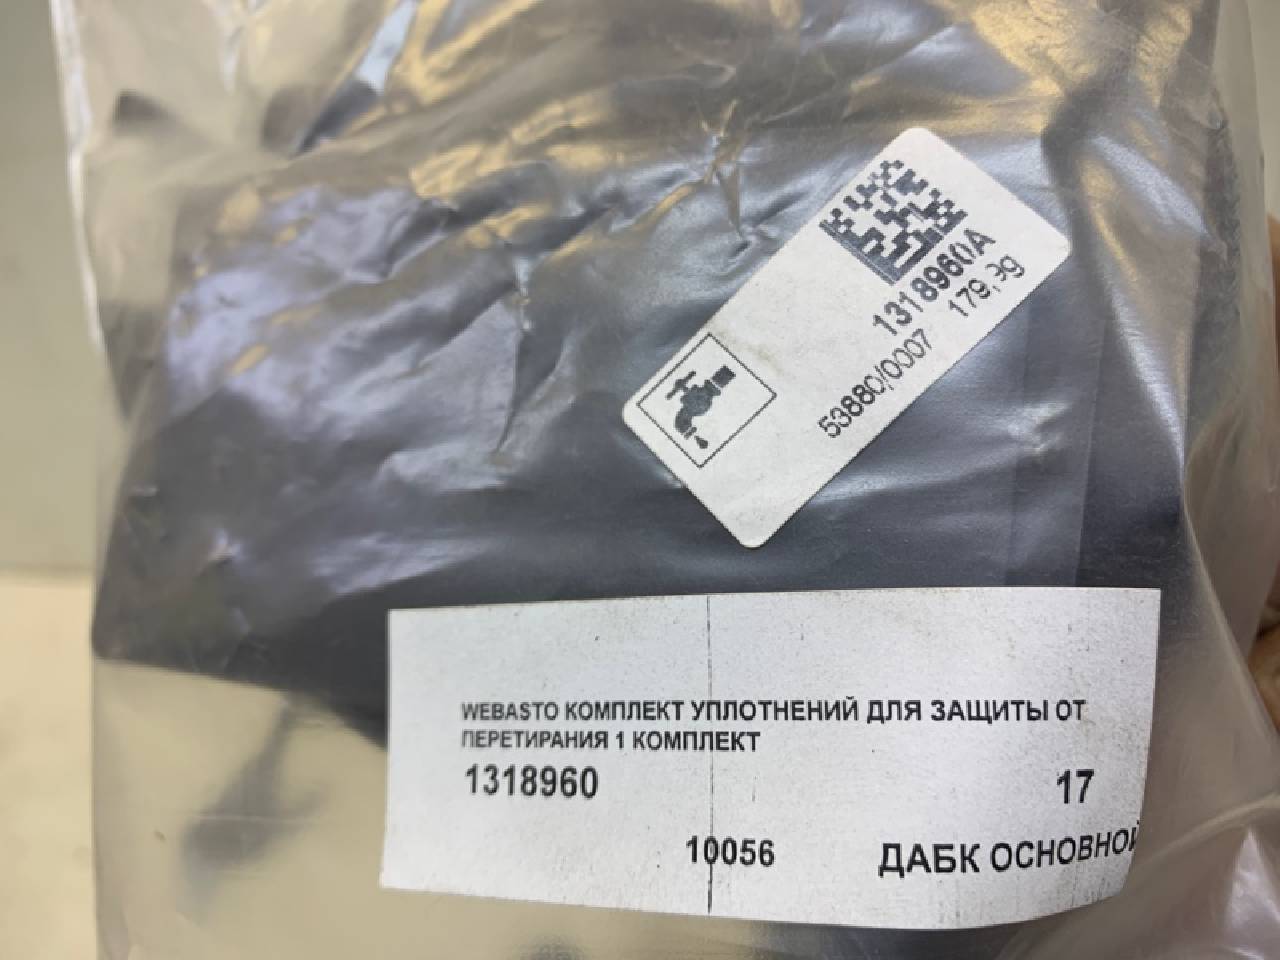 1318960A
53880/0007 179,9g
WEBASTO КОМПЛЕКТ УПЛОТНЕНИЙ ДЛЯ ЗАЩИТЫ ОТ
ПЕРЕТИРАНИЯ 1 КОМПЛЕКТ
1318960 17
10056 ДАБК ОСНОВНОЙ